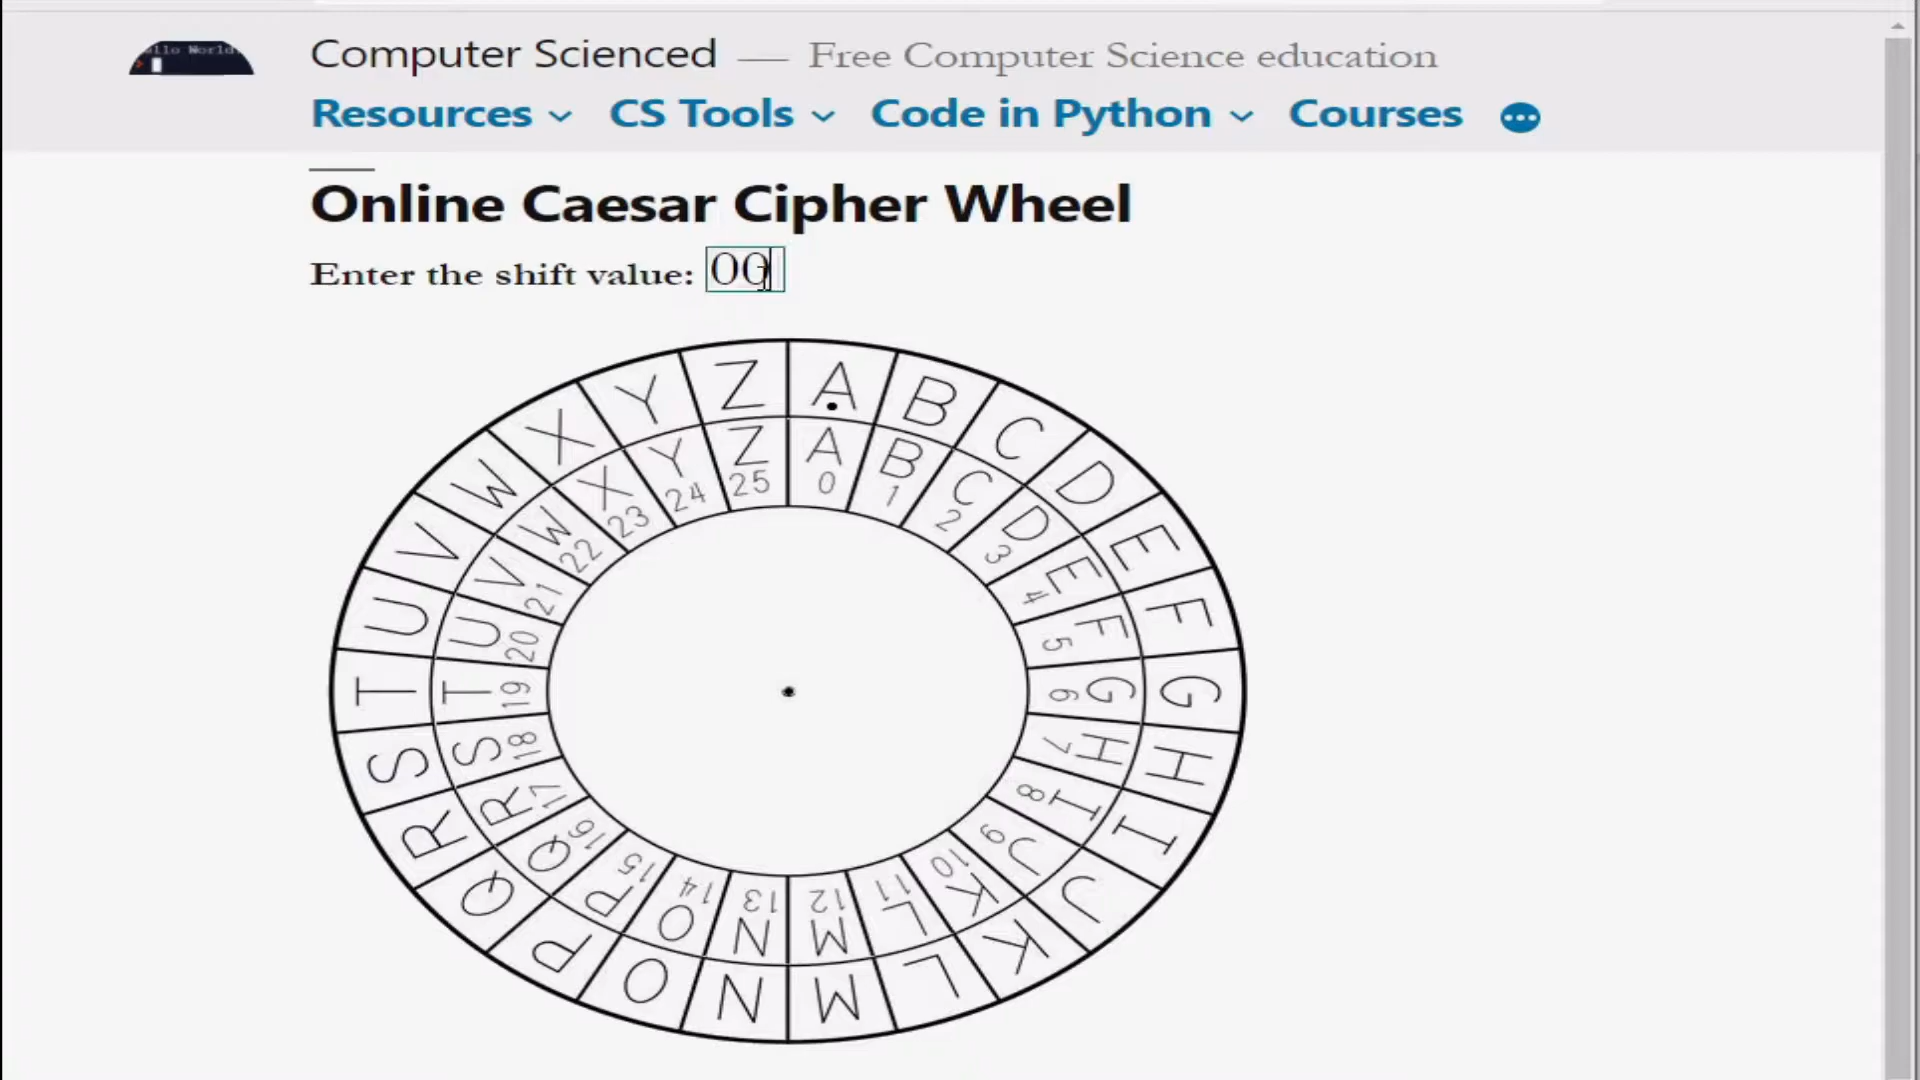 llo World
Computer Scienced — Free Computer Science education
Resources CS Tools Code in Python Courses
Online Caesar Cipher Wheel
Enter the shift value: 00
A B C D E F G H I J K L M N O P Q R S T U V W X Y Z
A B C D E F G H I J K L M N O P Q R S T U V W X Y Z
0 1 2 3 4 5 6 7 8 9 10 11 12 13 14 15 16 17 18 19 20 21 22 23 24 25